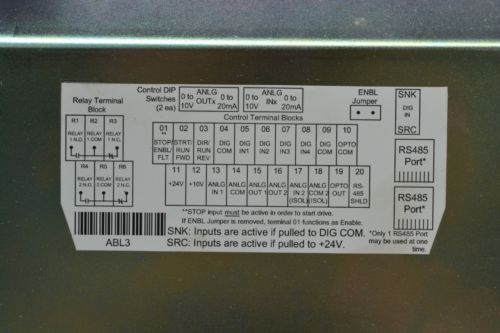 Control DIP Switches (2 ea)
0 to 10V ANLG OUTx 0 to 20mA
0 to 10V ANLG INx 0 to 20mA
ENBL Jumper
SNK
DIG IN
SRC
Relay Terminal Block
R1 R2 R3
RELAY 1 N.O. RELAY 1 COM RELAY 1 N.C.
R4 R5 R6
RELAY 2 N.O. RELAY 2 COM RELAY 2 N.C.
Control Terminal Blocks
01 02 03 04 05 06 07 08 09 10
** STOP/ ENBL/ FLT STRT/ RUN FWD DIR/ RUN REV DIG COM DIG IN1 DIG IN2 DIG IN3 DIG IN4 DIG COM OPTO COM
11 12 13 14 15 16 17 18 19 20
+24V +10V ANLG IN 1 ANLG COM ANLG OUT 1 ANLG OUT 2 ANLG IN 2 (ISOL) ANLG COM 2 (ISOL) OPTO OUT RS-485 SHLD
RS485 Port*
RS485 Port*
**STOP input must be active in order to start drive.
If ENBL Jumper is removed, terminal 01 functions as Enable.
SNK: Inputs are active if pulled to DIG COM.
SRC: Inputs are active if pulled to +24V.
*Only 1 RS485 Port
may be used at one
time.
ABL3